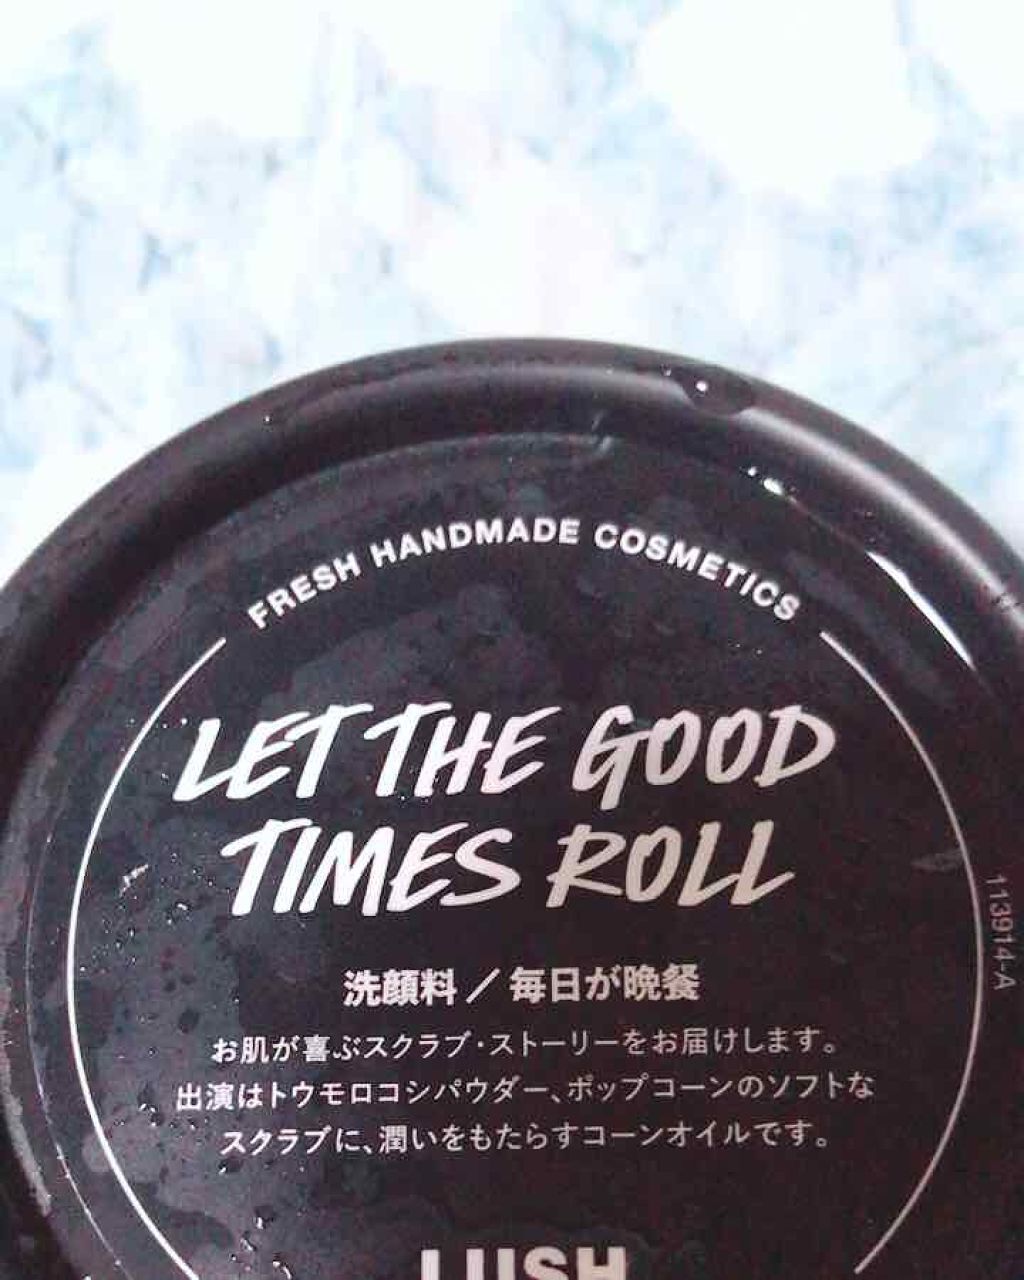 FRESH HANDMADE COSMETICS
LET THE GOOD
TIMES ROLL
洗顔料／毎日が晩餐
お肌が喜ぶスクラブ・ストーリーをお届けします。
出演はトウモロコシパウダー、ポップコーンのソフトな
スクラブに、潤いをもたらすコーンオイルです。
113914-A
LUSH